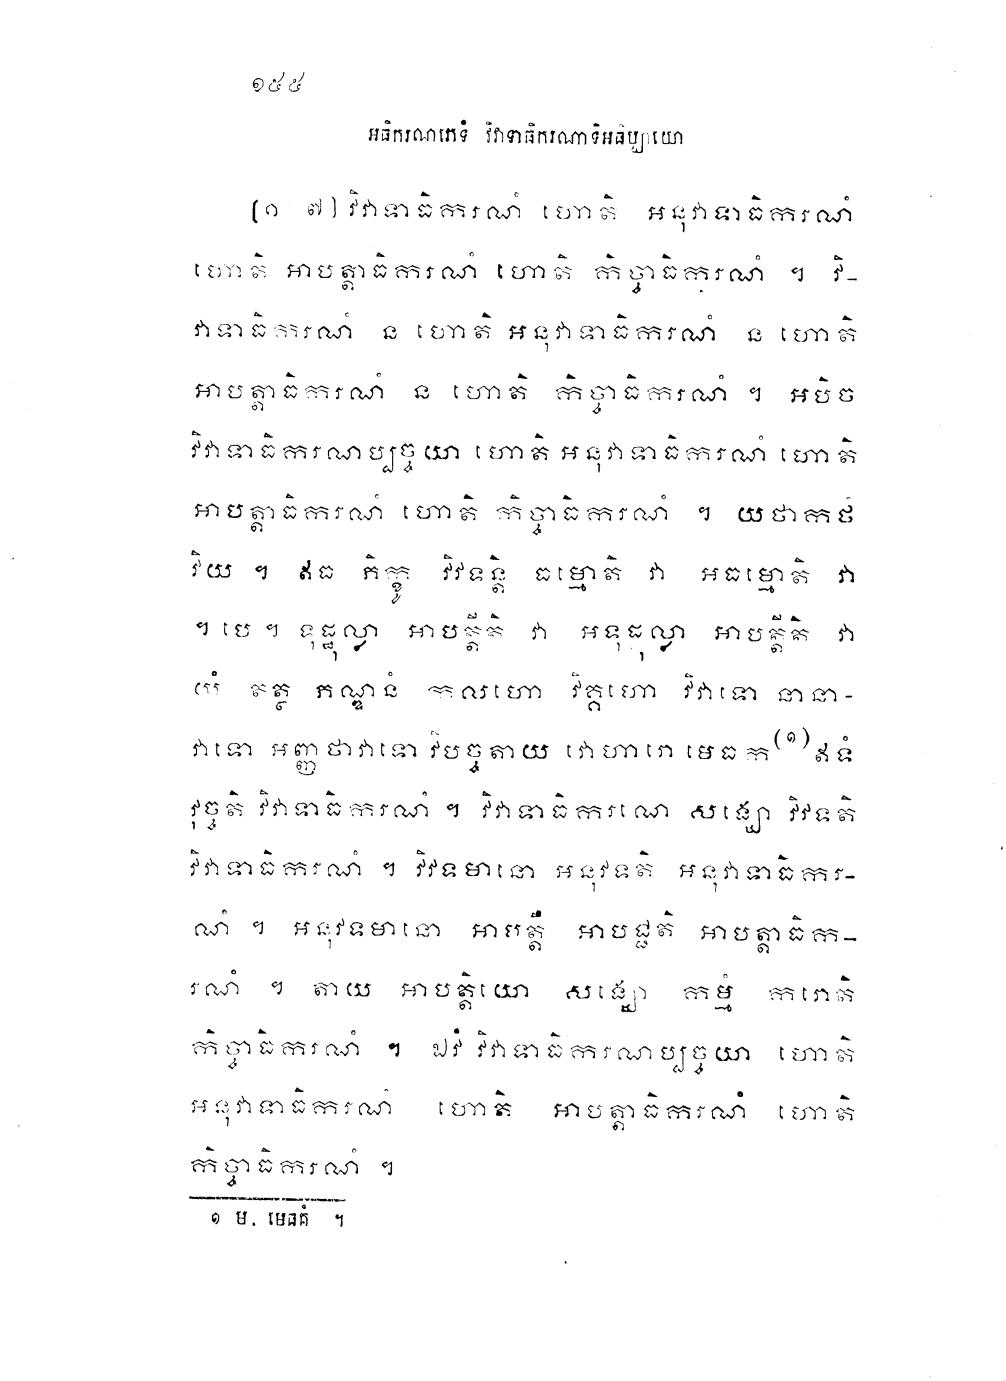 ១៥៥
អធិករណភេទំ វិវាទាធិករណាទិអធិប្បាយោ
(១ ៧) វិវាទាធិករណំ ហោតិ អនុវាទាធិករណំ
ហោតិ អាបត្តាធិករណំ ហោតិ កិច្ចាធិករណំ ។ វិ-
វាទាធិករណំ ន ហោតិ អនុវាទាធិករណំ ន ហោតិ
អាបត្តាធិករណំ ន ហោតិ កិច្ចាធិករណំ ។ អបិច
វិវាទាធិករណប្បច្ចយា ហោតិ អនុវាទាធិករណំ ហោតិ
អាបត្តាធិករណំ ហោតិ កិច្ចាធិករណំ ។ យថាកថំ
វិយ ។ ឥធ ភិក្ខូ វិវទន្តិ ធម្មោតិ វា អធម្មោតិ វា
។ បេ ។ ទុដ្ឋុល្លា អាបត្តីតិ វា អទុដ្ឋុល្លា អាបត្តីតិ វា
យំ តត្ថ ភណ្ឌនំ កលហោ វិគ្គហោ វិវាទោ នានា-
វាទោ អញ្ញថាវាទោ វិបច្ចតាយ វោហារោ មេធក (១) ឥទំ
វុច្ចតិ វិវាទាធិករណំ ។ វិវាទាធិករណេ សង្ឃោ វិវទតិ
វិវាទាធិករណំ ។ វិវទមានោ អនុវទតិ អនុវាទាធិករ-
ណំ ។ អនុវទមានោ អាបត្តឹ អាបជ្ជតិ អាបត្តាធិក-
រណំ ។ តាយ អាបត្តិយោ សង្ឃោ កម្មំ ករោតិ
កិច្ចាធិករណំ ។ ឯវំ វិវាទាធិករណប្បច្ចយា ហោតិ
អនុវាទាធិករណំ ហោតិ អាបត្តាធិករណំ ហោតិ
កិច្ចាធិករណំ ។
១ ម. មេធគំ ។